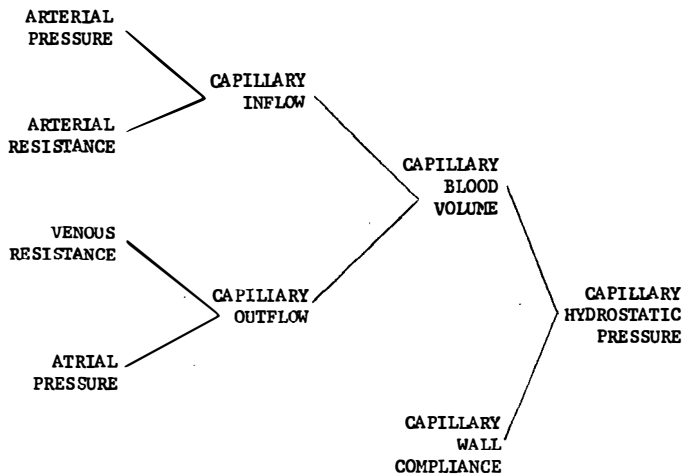 ARTERIAL
PRESSURE
CAPILLARY
INFLOW
ARTERIAL
RESISTANCE
CAPILLARY
BLOOD
VOLUME
VENOUS
RESISTANCE
CAPILIARY
OUTFLOW
CAPILLARY
HYDROSTATIC
PRESSURE
ATRIAL
PRESSURE
CAPILLARY
WALL
COMPLIANCE